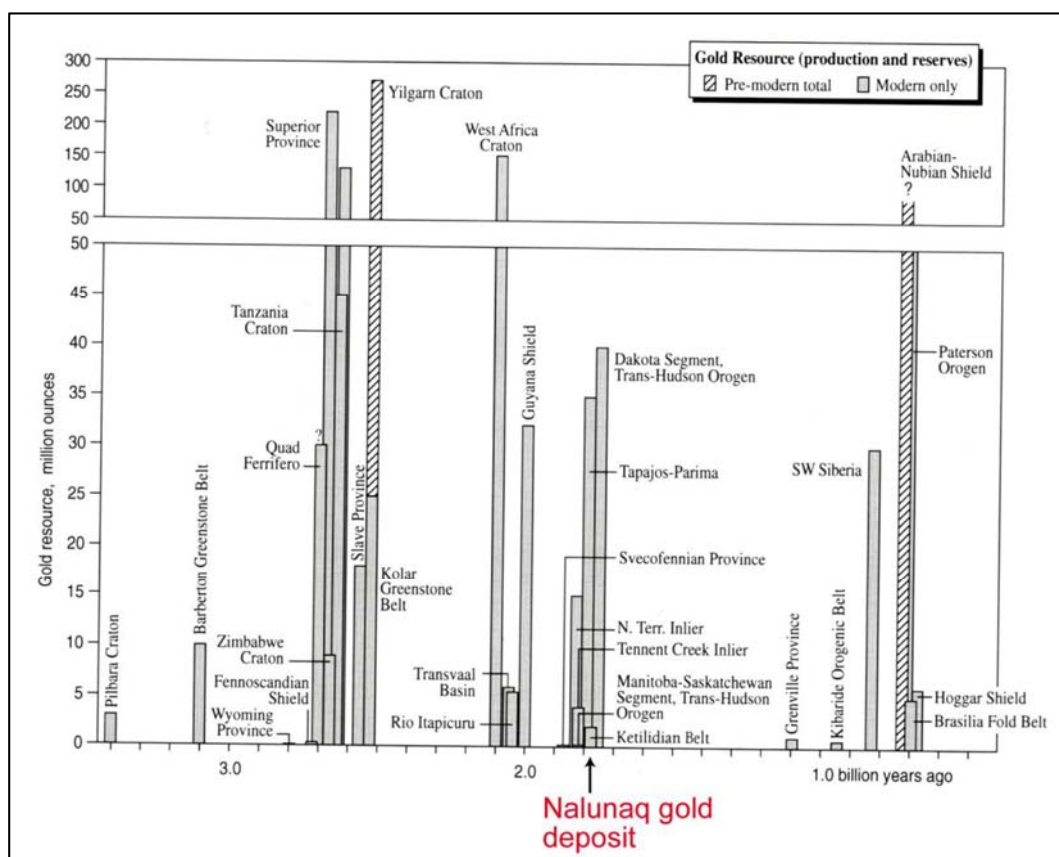 Gold Resource (production and reserves)
Pre-modern total
Modern only
300
250
200
150
100
50
50
45
40
35
30
25
20
15
10
5
0
Gold resource, million ounces
Pilbara Craton
Barberton Greenstone Belt
Superior
Province
Yilgarn Craton
West Africa
Craton
Arabian-
Nubian Shield
?
Tanzania
Craton
?
Quad
Ferrifero
Slave Province
Kolar
Greenstone
Belt
Zimbabwe
Craton
Fennoscandian
Shield
Wyoming
Province
Guyana Shield
Transvaal
Basin
Rio Itapicuru
Dakota Segment,
Trans-Hudson Orogen
Tapajos-Parima
Svecofennian Province
N. Terr. Inlier
Tennent Creek Inlier
Manitoba-Saskatchewan
Segment, Trans-Hudson
Orogen
Ketilidian Belt
Grenville Province
Kibaride Orogenic Belt
SW Siberia
Paterson
Orogen
Hoggar Shield
Brasilia Fold Belt
3.0
2.0
1.0 billion years ago
Nalunaq gold
deposit